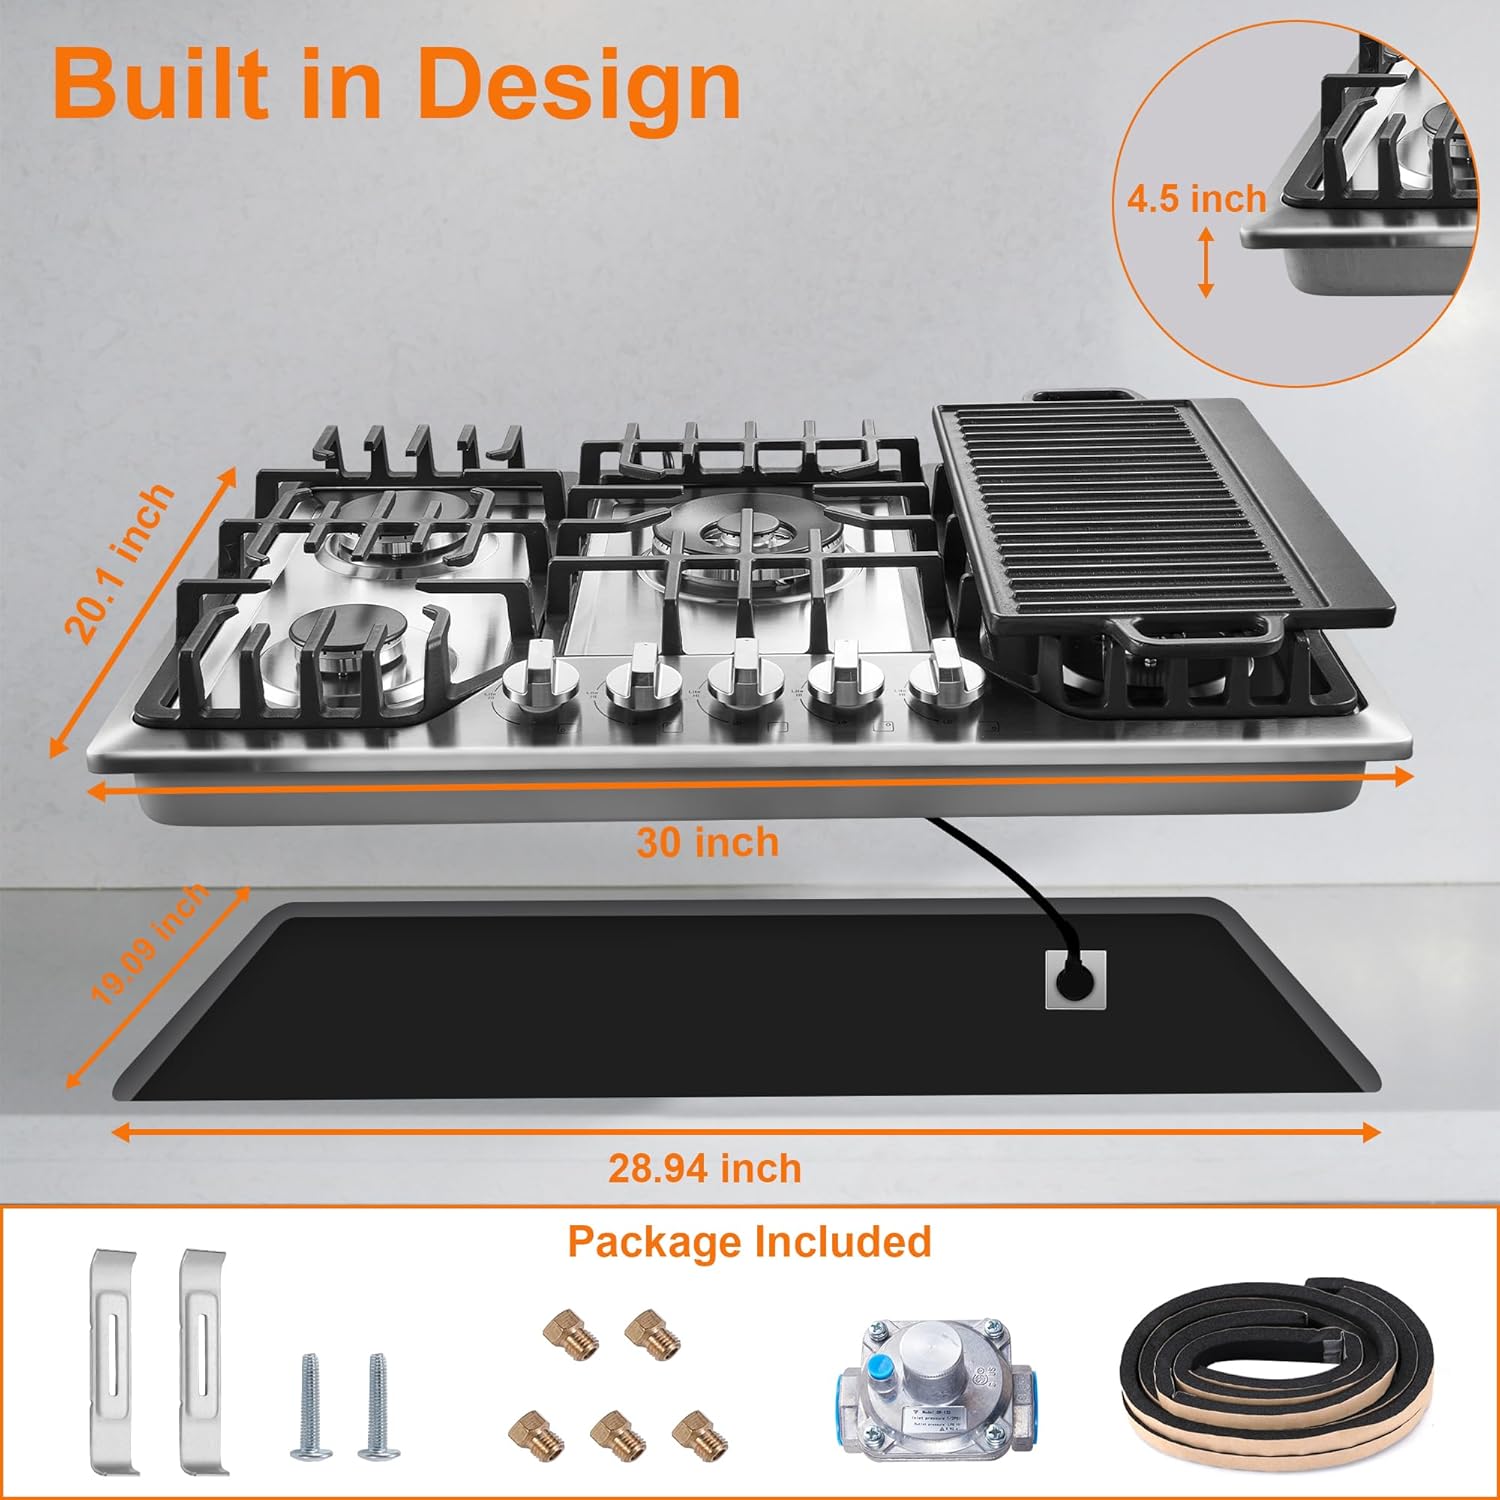 Built in Design
4.5 inch
20.1 inch
30 inch
19.09 inch
28.94 inch
Package Included